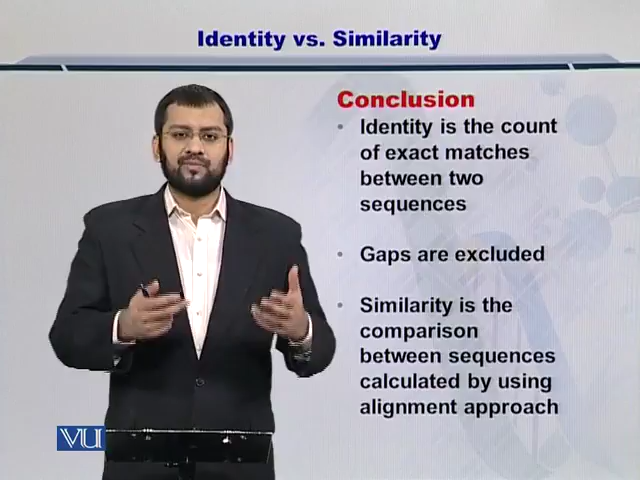 Identity vs. Similarity
Conclusion
• Identity is the count
of exact matches
between two
sequences
• Gaps are excluded
• Similarity is the
comparison
between sequences
calculated by using
alignment approach
VU